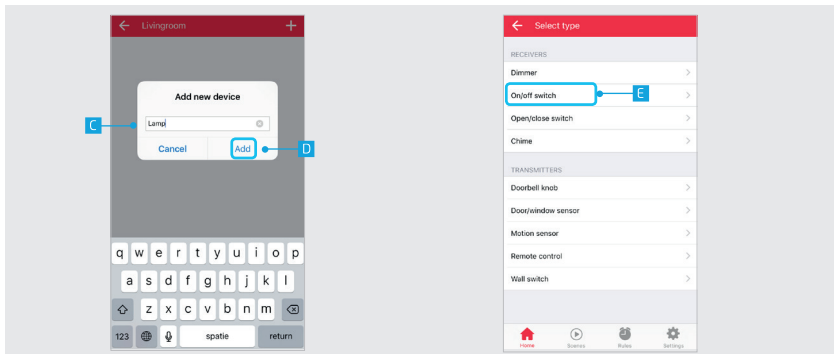 Livingroom
Add new device
C
Lamp
Cancel
Add
D
q w e r t y u i o p
a s d f g h j k l
z x c v b n m
123
spatie
return
Select type
RECEIVERS
Dimmer
On/off switch
E
Open/close switch
Chime
TRANSMITTERS
Doorbell knob
Door/window sensor
Motion sensor
Remote control
Wall switch
Home
Scenes
Rules
Settings